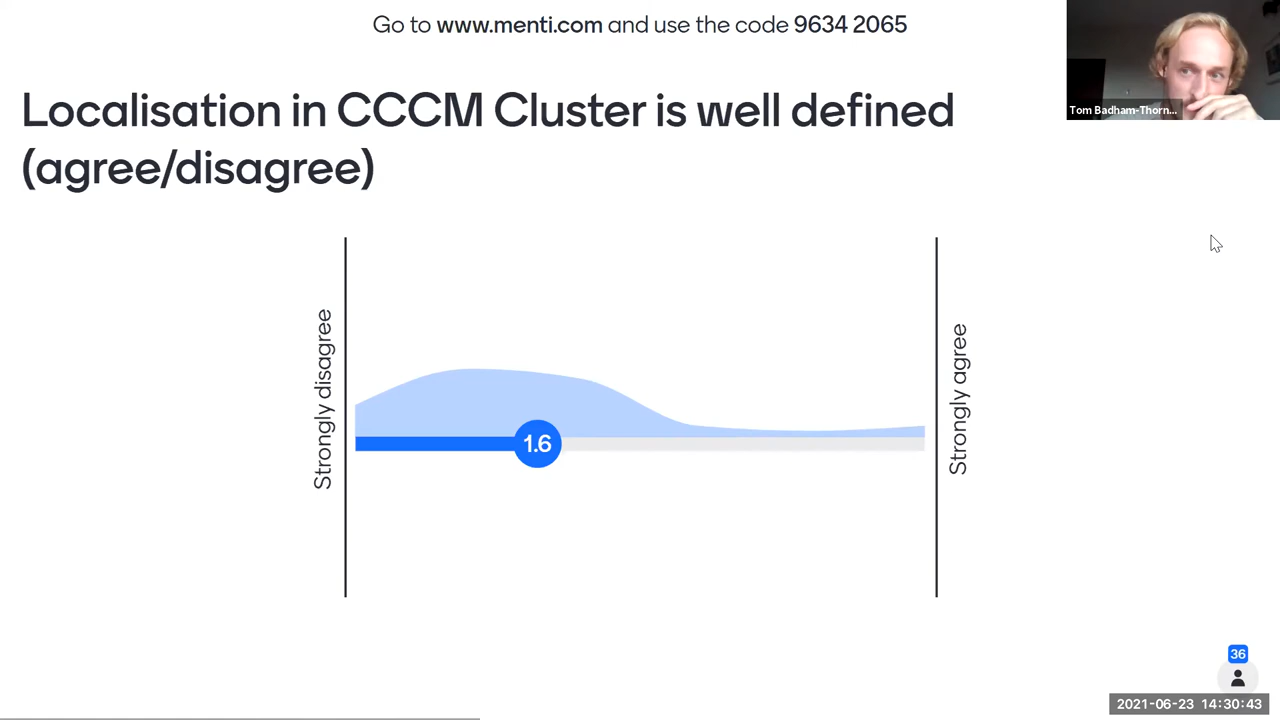 Go to www.menti.com and use the code 9634 2065
Localisation in CCCM Cluster is well defined
(agree/disagree)
Tom Badham-Thorn...
Strongly disagree
1.6
Strongly agree
36
2021-06-23 14:30:43